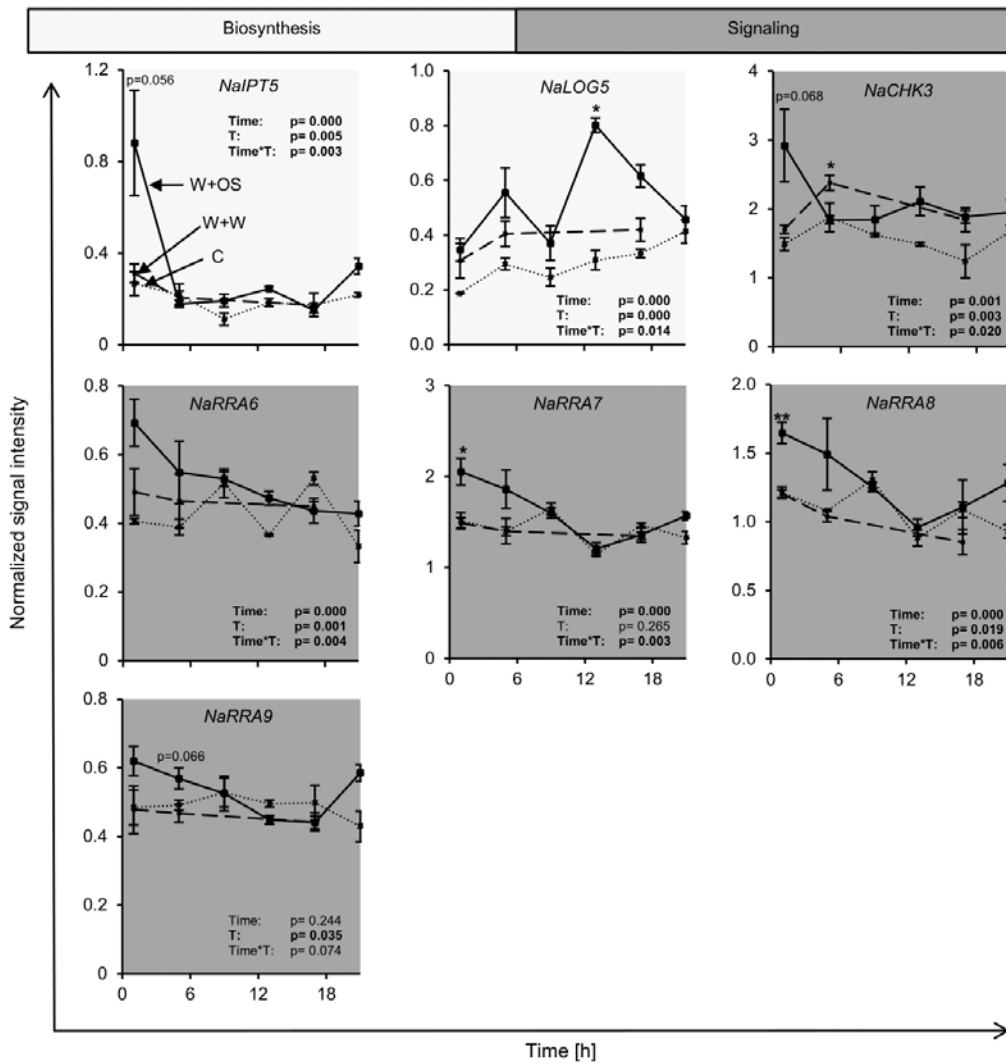 Biosynthesis
Signaling
Normalized signal intensity
NaIPT5
p=0.056
Time: p= 0.000
T: p= 0.005
Time*T: p= 0.003
W+OS
W+W
C
1.2
0.8
0.4
0
NaLOG5
*
Time: p= 0.000
T: p= 0.000
Time*T: p= 0.014
1.0
0.8
0.6
0.4
0.2
0.0
NaCHK3
p=0.068
*
Time: p= 0.001
T: p= 0.003
Time*T: p= 0.020
4
3
2
1
0
NaRRA6
Time: p= 0.000
T: p= 0.001
Time*T: p= 0.004
0.8
0.6
0.4
0.2
0
NaRRA7
*
Time: p= 0.000
T: p= 0.265
Time*T: p= 0.003
3
2
1
0
0 6 12 18
NaRRA8
**
Time: p= 0.000
T: p= 0.019
Time*T: p= 0.006
2.0
1.5
1.0
0.5
0.0
0 6 12 18
NaRRA9
p=0.066
Time: p= 0.244
T: p= 0.035
Time*T: p= 0.074
0.8
0.6
0.4
0.2
0
0 6 12 18
Time [h]